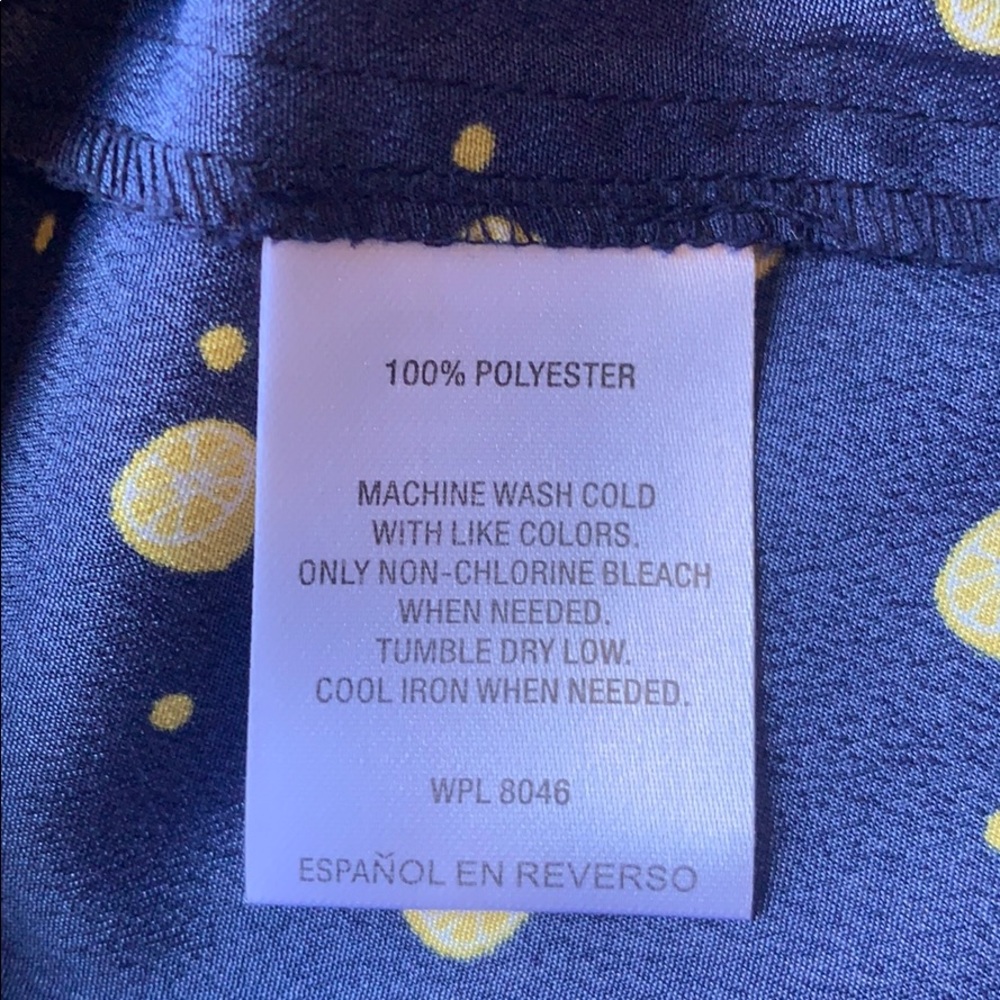 100% POLYESTER
MACHINE WASH COLD
WITH LIKE COLORS.
ONLY NON-CHLORINE BLEACH
WHEN NEEDED.
TUMBLE DRY LOW.
COOL IRON WHEN NEEDED.
WPL 8046
ESPAÑOL EN REVERSO